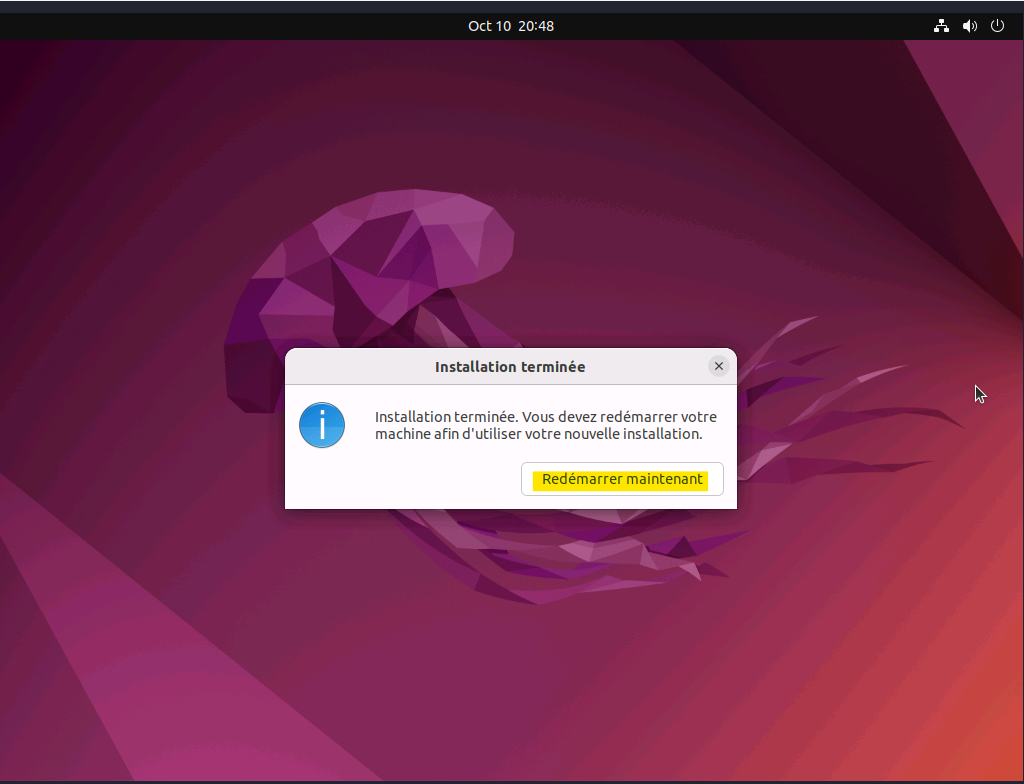 Oct 10 20:48
Installation terminée
Installation terminée. Vous devez redémarrer votre
machine afin d'utiliser votre nouvelle installation.
Redémarrer maintenant